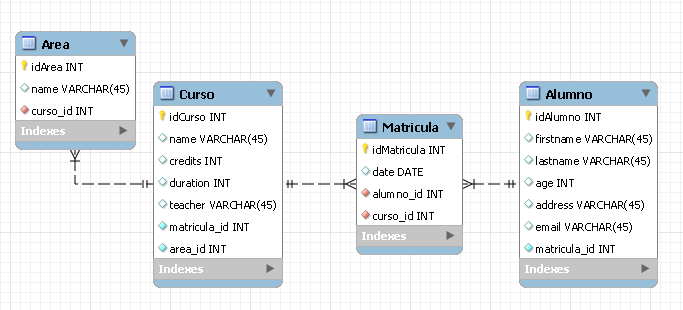 Area
idArea INT
name VARCHAR(45)
curso_id INT
Indexes
Curso
idCurso INT
name VARCHAR(45)
credits INT
duration INT
teacher VARCHAR(45)
matricula_id INT
area_id INT
Indexes
Matricula
idMatricula INT
date DATE
alumno_id INT
curso_id INT
Indexes
Alumno
idAlumno INT
firstname VARCHAR(45)
lastname VARCHAR(45)
age INT
address VARCHAR(45)
email VARCHAR(45)
matricula_id INT
Indexes